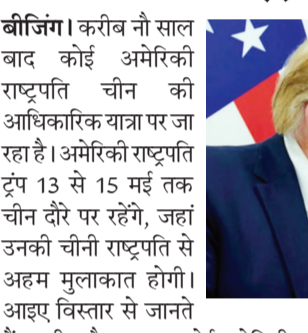 बीजिंग। करीब नौ साल
बाद कोई अमेरिकी
राष्ट्रपति चीन की
आधिकारिक यात्रा पर जा
रहा है। अमेरिकी राष्ट्रपति
ट्रंप 13 से 15 मई तक
चीन दौरे पर रहेंगे, जहां
उनकी चीनी राष्ट्रपति से
अहम मुलाकात होगी।
आइए विस्तार से जानते